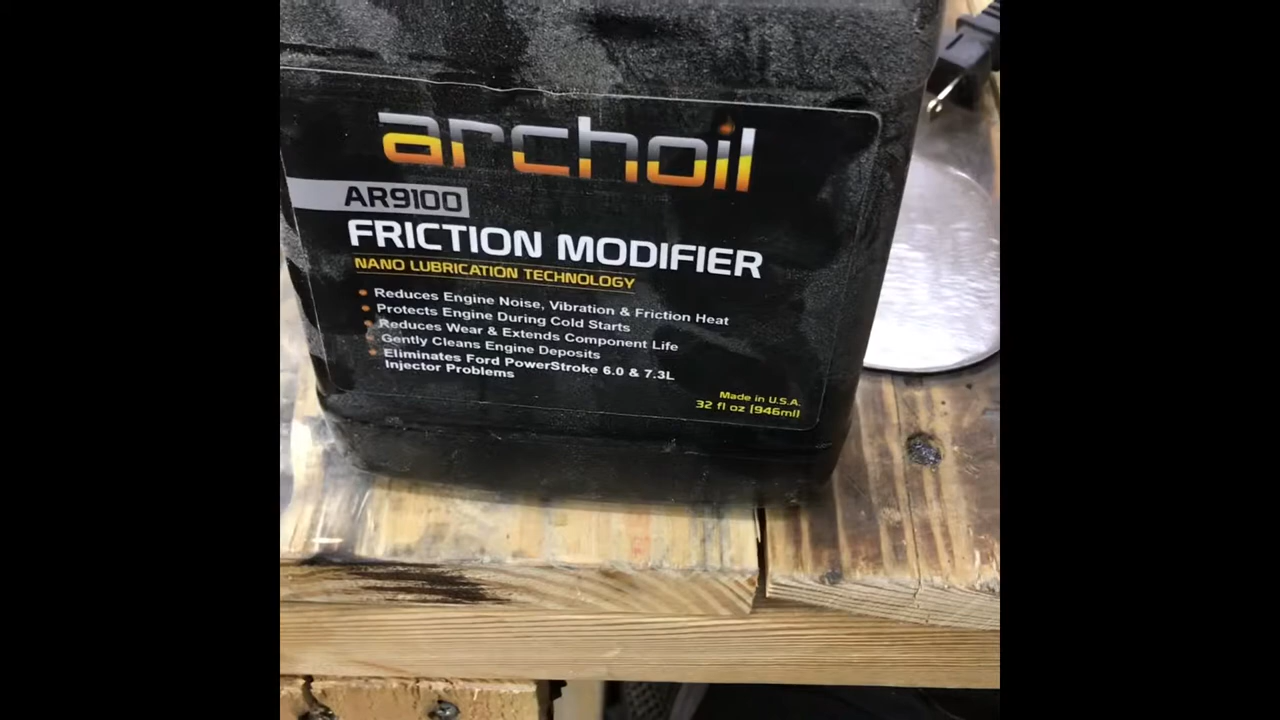 archoil
AR9100
FRICTION MODIFIER
NANO LUBRICATION TECHNOLOGY
Reduces Engine Noise, Vibration & Friction Heat
Protects Engine During Cold Starts
Reduces Wear & Extends Component Life
Gently Cleans Engine Deposits
Eliminates Ford PowerStroke 6.0 & 7.3L
Injector Problems
Made in U.S.A.
32 fl oz (946ml)